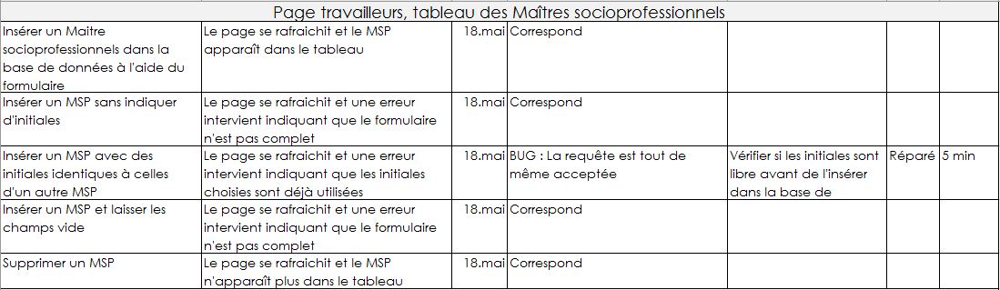 Page travailleurs, tableau des Maîtres socioprofessionnels
Insérer un Maitre
socioprofessionnels dans la
base de données à l'aide du
formulaire
Le page se rafraichit et le MSP
apparaît dans le tableau
18.mai
Correspond
Insérer un MSP sans indiquer
d'initiales
Le page se rafraichit et une erreur
intervient indiquant que le formulaire
n'est pas complet
18.mai
Correspond
Insérer un MSP avec des
initiales identiques à celles
d'un autre MSP
Le page se rafraichit et une erreur
intervient indiquant que les initiales
choisies sont déjà utilisées
18.mai
BUG : La requête est tout de
même acceptée
Vérifier si les initiales sont
libre avant de l'insérer
dans la base de
Réparé
5 min
Insérer un MSP et laisser les
champs vide
Le page se rafraichit et une erreur
intervient indiquant que le formulaire
n'est pas complet
18.mai
Correspond
Supprimer un MSP
Le page se rafraichit et le MSP
n'apparaît plus dans le tableau
18.mai
Correspond